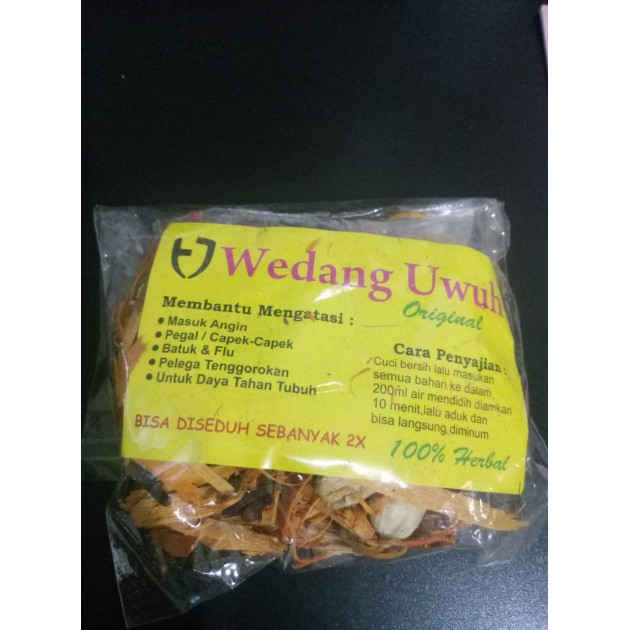 Wedang Uwuh
Original
Membantu Mengatasi :
• Masuk Angin
• Pegal / Capek-Capek
• Batuk & Flu
• Pelega Tenggorokan
• Untuk Daya Tahan Tubuh
BISA DISEDUH SEBANYAK 2X
Cara Penyajian :
Cuci bersih lalu masukan
semua bahan ke dalam
200ml air mendidih diamkan
10 menit,lalu aduk dan
bisa langsung,diminum
100% Herbal